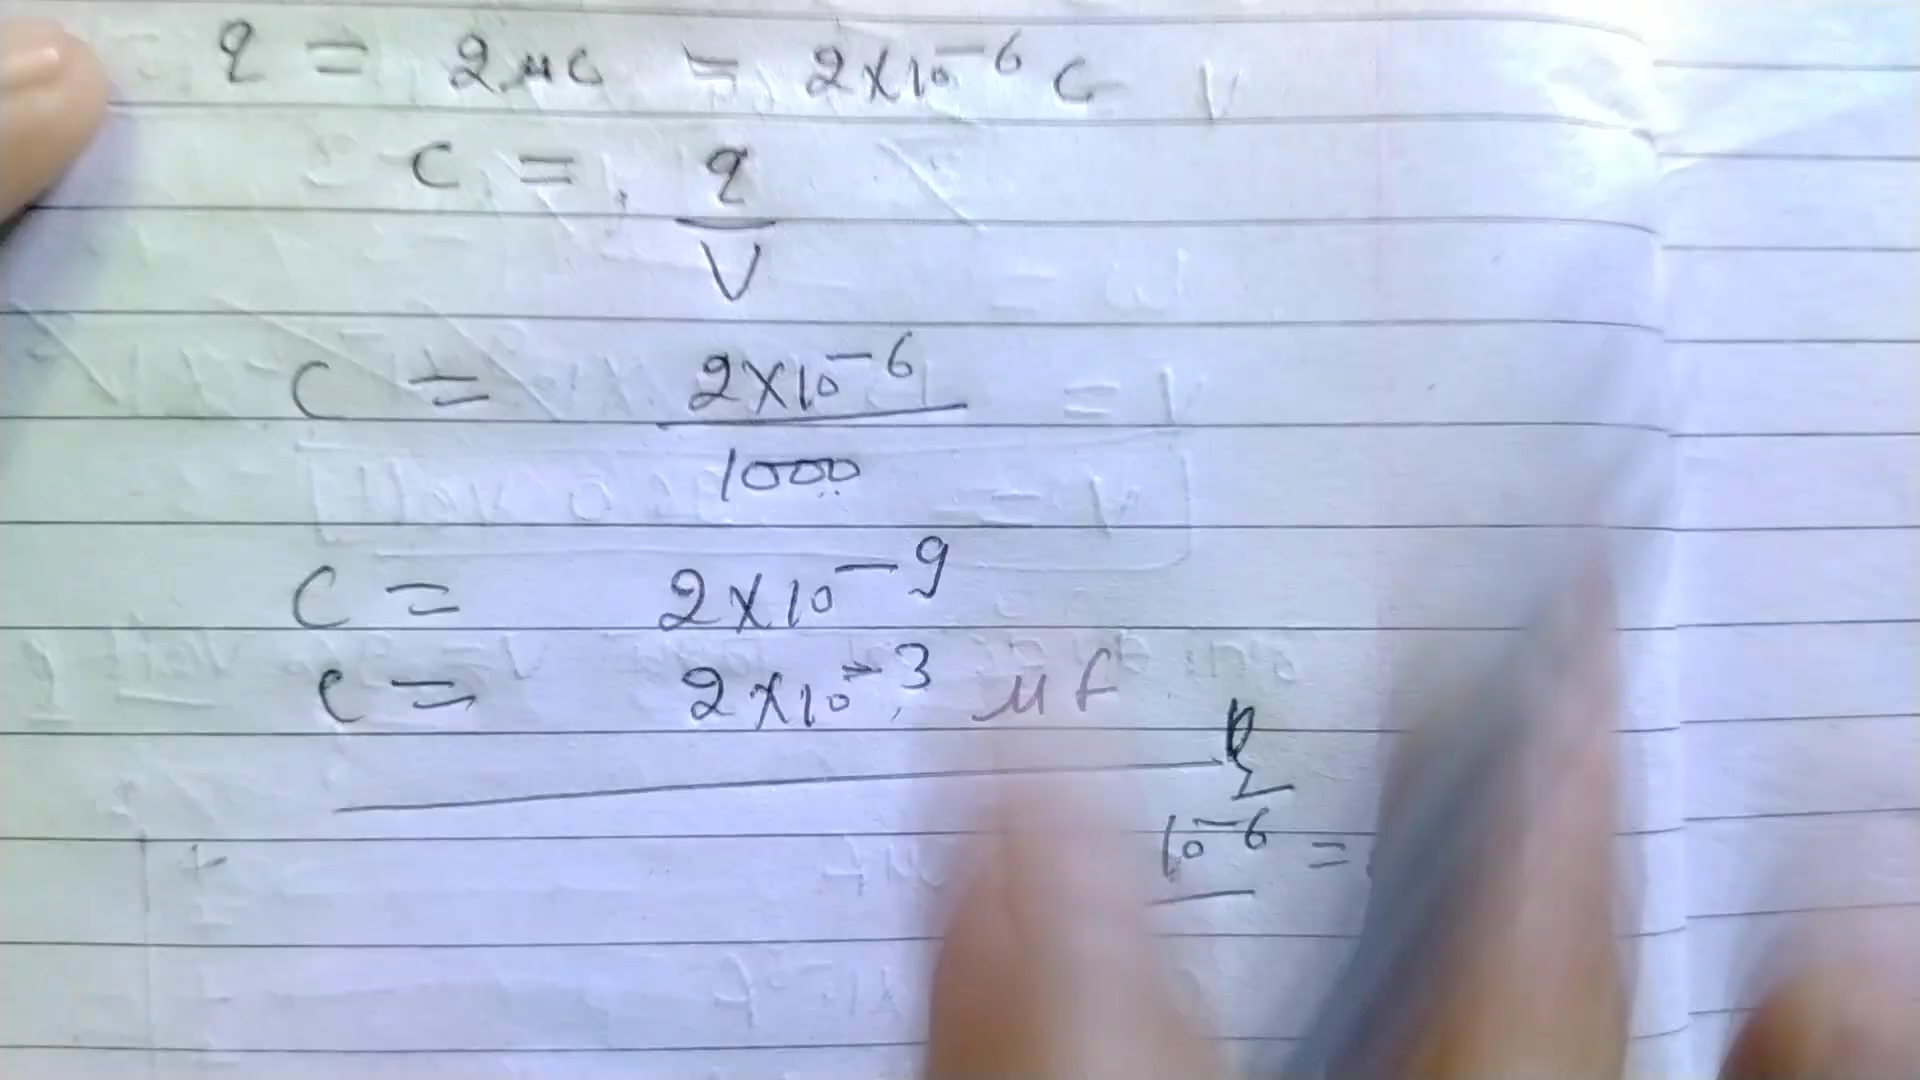 q = 2μc = 2×10⁻⁶ C
C = q/V
C = 2×10⁻⁶/1000
C = 2×10⁻⁹
C = 2×10⁻³ μf
10⁻⁶ =